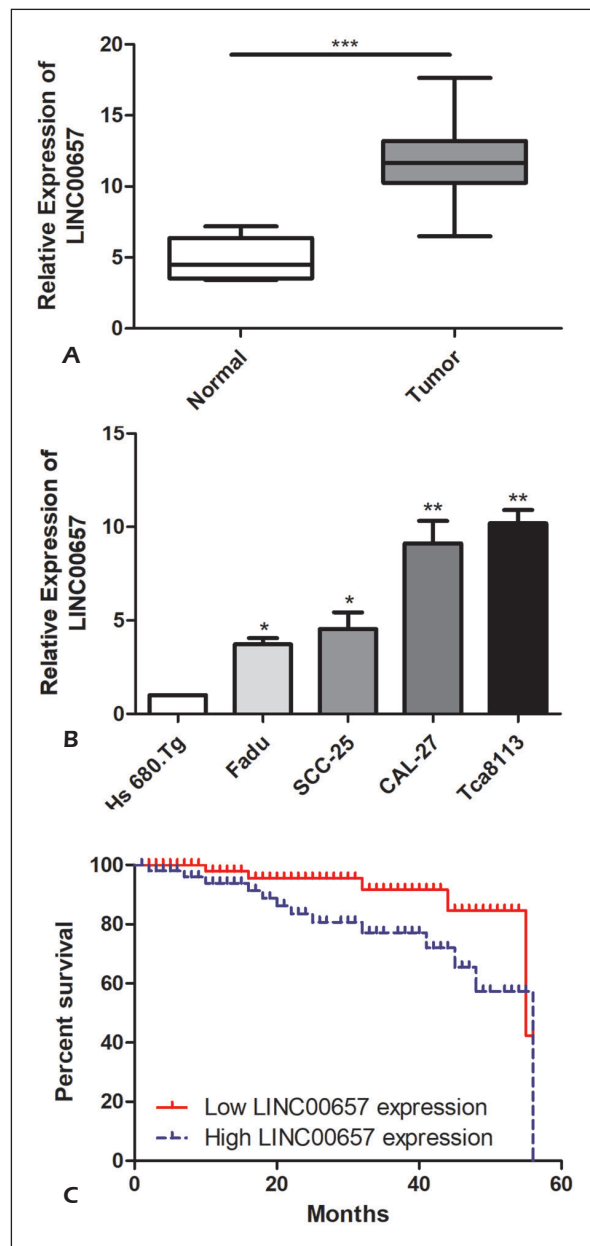 ***
20
15
10
5
0
Relative Expression of
LINC00657
Normal
Tumor
A
15
10
5
0
Relative Expression of
LINC00657
*
*
**
**
Hs 680.Tg
Fadu
SCC-25
CAL-27
Tca8113
B
100
80
60
40
20
0
Percent survival
Low LINC00657 expression
High LINC00657 expression
0
20
40
60
Months
C